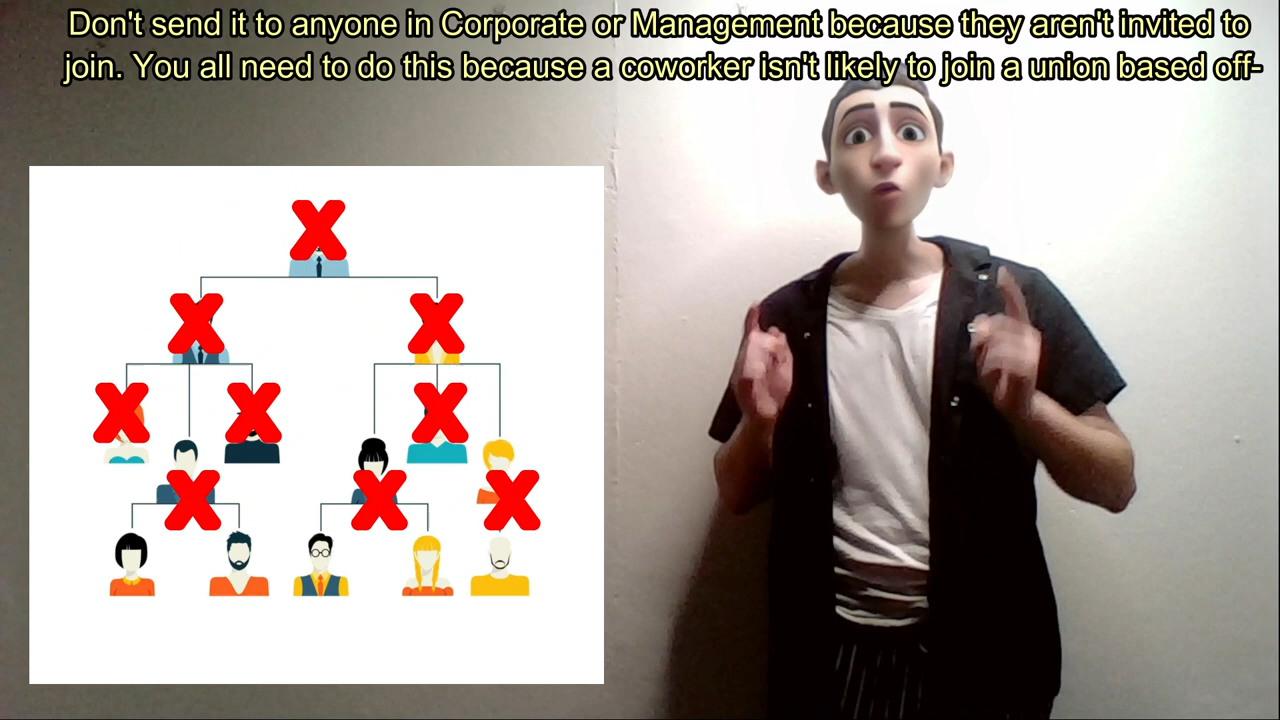 Don't send it to anyone in Corporate or Management because they aren't invited to
join. You all need to do this because a coworker isn't likely to join a union based off-